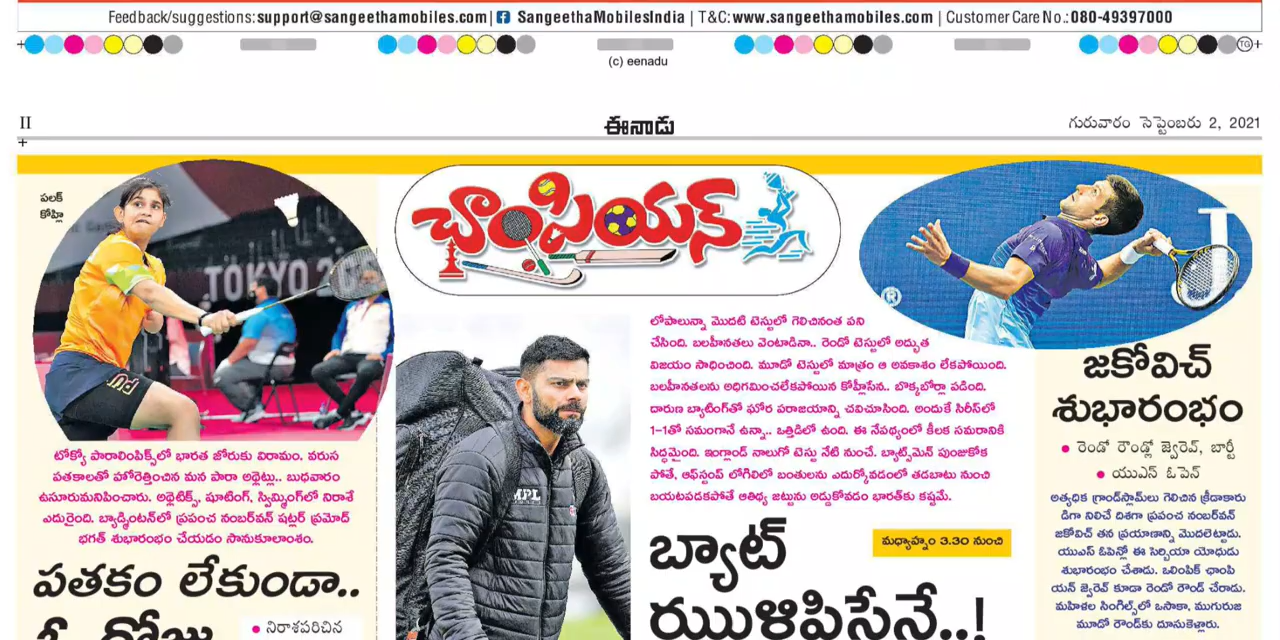 Feedback/suggestions: support@sangeethamobiles.com | SangeethaMobilesIndia | T&C: www.sangeethamobiles.com | Customer Care No.: 080-49397000
TG
(c) eenadu
II
ఈనాడు
గురువారం సెప్టెంబరు 2, 2021
పలక్
కోహ్లి
TOKYO 20
చాంపియన్
®
టోక్యో పారాలింపిక్స్‌లో భారత జోరుకు విరామం. వరుస
పతకాలతో హోరెత్తించిన మన పారా అథ్లెట్లు.. బుధవారం
ఉసూరుమనిపించారు. అథ్లెటిక్స్, షూటింగ్, స్విమ్మింగ్‌లో నిరాశే
ఎదురైంది. బ్యాడ్మింటన్‌లో ప్రపంచ నంబర్‌వన్ షట్లర్ ప్రమోద్
భగత్ శుభారంభం చేయడం సానుకూలాంశం.
పతకం లేకుండా..
ఓ రోజు
• నిరాశపరిచిన
MPL
లోపాలున్నా మొదటి టెస్టులో గెలిచినంత పని
చేసింది. బలహీనతలు వెంటాడినా.. రెండో టెస్టులో అద్భుత
విజయం సాధించింది. మూడో టెస్టులో మాత్రం ఆ అవకాశం లేకపోయింది.
బలహీనతలను అధిగమించలేకపోయిన కోహ్లీసేన.. బొక్కబోర్లా పడింది.
దారుణ బ్యాటింగ్‌తో ఘోర పరాజయాన్ని చవిచూసింది. అందుకే సిరీస్‌లో
1-1తో సమంగానే ఉన్నా.. ఒత్తిడిలో ఉంది. ఈ నేపథ్యంలో కీలక సమరానికి
సిద్ధమైంది. ఇంగ్లాండ్ నాలుగో టెస్టు నేటి నుంచే. బ్యాట్స్‌మెన్ పుంజుకోక
పోతే, ఆఫ్‌స్టంప్ లోగిలిలో బంతులను ఎదుర్కోవడంలో తడబాటు నుంచి
బయటపడకపోతే ఆతిథ్య జట్టును అడ్డుకోవడం భారత్‌కు కష్టమే.
బ్యాట్
మధ్యాహ్నం 3.30 నుంచి
ఝుళిపిసేనే..!
జకోవిచ్
శుభారంభం
• రెండో రౌండ్లో జ్వెరెవ్, బార్టీ
• యుఎస్ ఓపెన్
అత్యధిక గ్రాండ్‌స్లామ్‌లు గెలిచిన క్రీడాకారు
డిగా నిలిచే దిశగా ప్రపంచ నంబర్‌వన్
జకోవిచ్ తన ప్రయాణాన్ని మొదలెట్టాడు.
యుఎస్ ఓపెన్లో ఈ సెర్బియా యోధుడు
శుభారంభం చేశాడు. ఒలింపిక్ ఛాంపి
యన్ జ్వెరెవ్ కూడా రెండో రౌండ్ చేరాడు.
మహిళల సింగిల్స్‌లో ఒసాకా, ముగురుజ
మూడో రౌండ్‌కు దూసుకెళ్లారు.